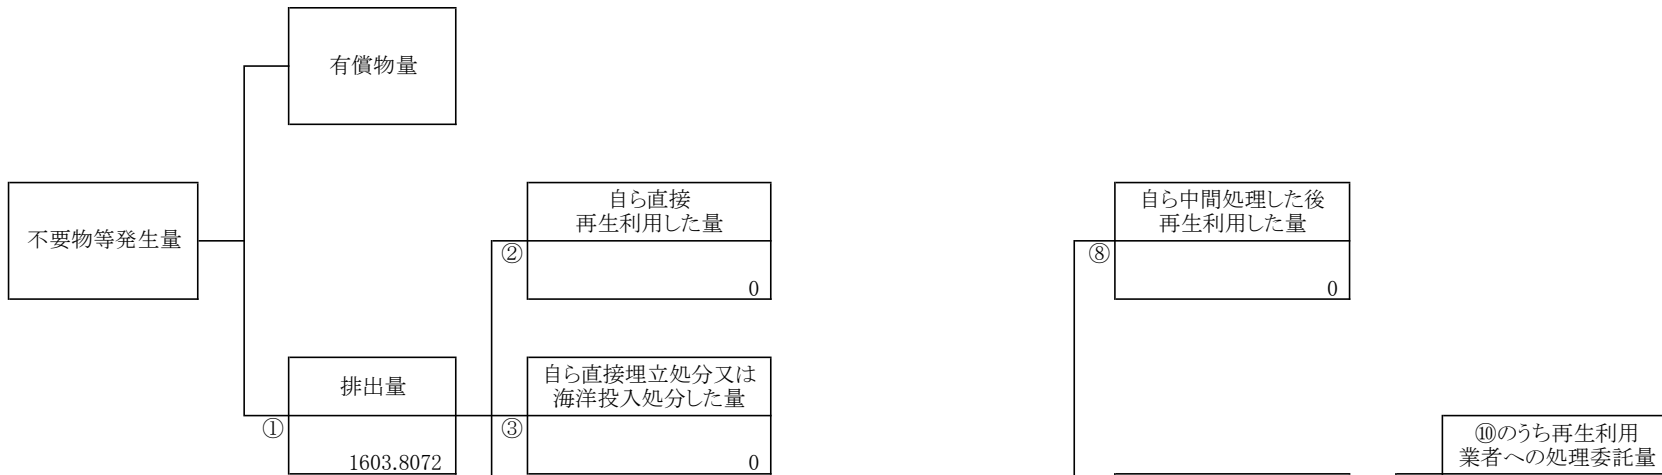 有償物量
不要物等発生量
自ら直接
再生利用した量
②
0
自ら中間処理した後
再生利用した量
⑧
0
排出量
①
1603.8072
自ら直接埋立処分又は
海洋投入処分した量
③
0
⑩のうち再生利用
業者への処理委託量